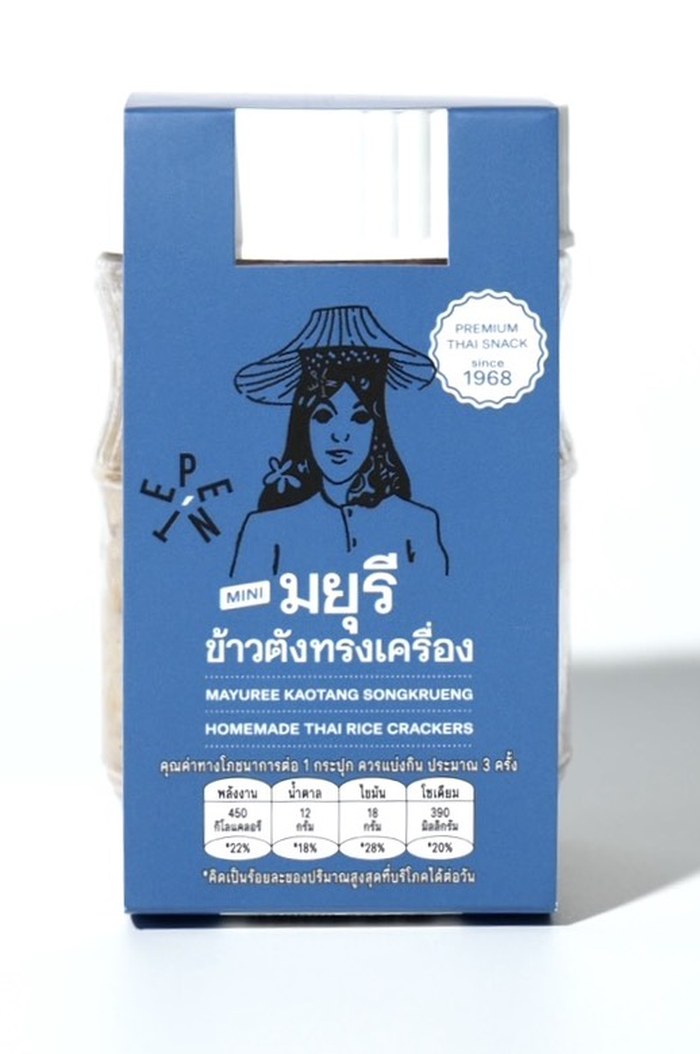 PREMIUM
THAI SNACK
since
1968
TEPEN
MINI มยุรี
ข้าวตังทรงเครื่อง
MAYUREE KAOTANG SONGKRUENG
HOMEMADE THAI RICE CRACKERS
คุณค่าทางโภชนาการต่อ 1 กระปุก ควรแบ่งกิน ประมาณ 3 ครั้ง
พลังงาน น้ำตาล ไขมัน โซเดียม
450 12 18 390
กิโลแคลอรี กรัม กรัม มิลลิกรัม
*22% *18% *28% *20%
*คิดเป็นร้อยละของปริมาณสูงสุดที่บริโภคได้ต่อวัน